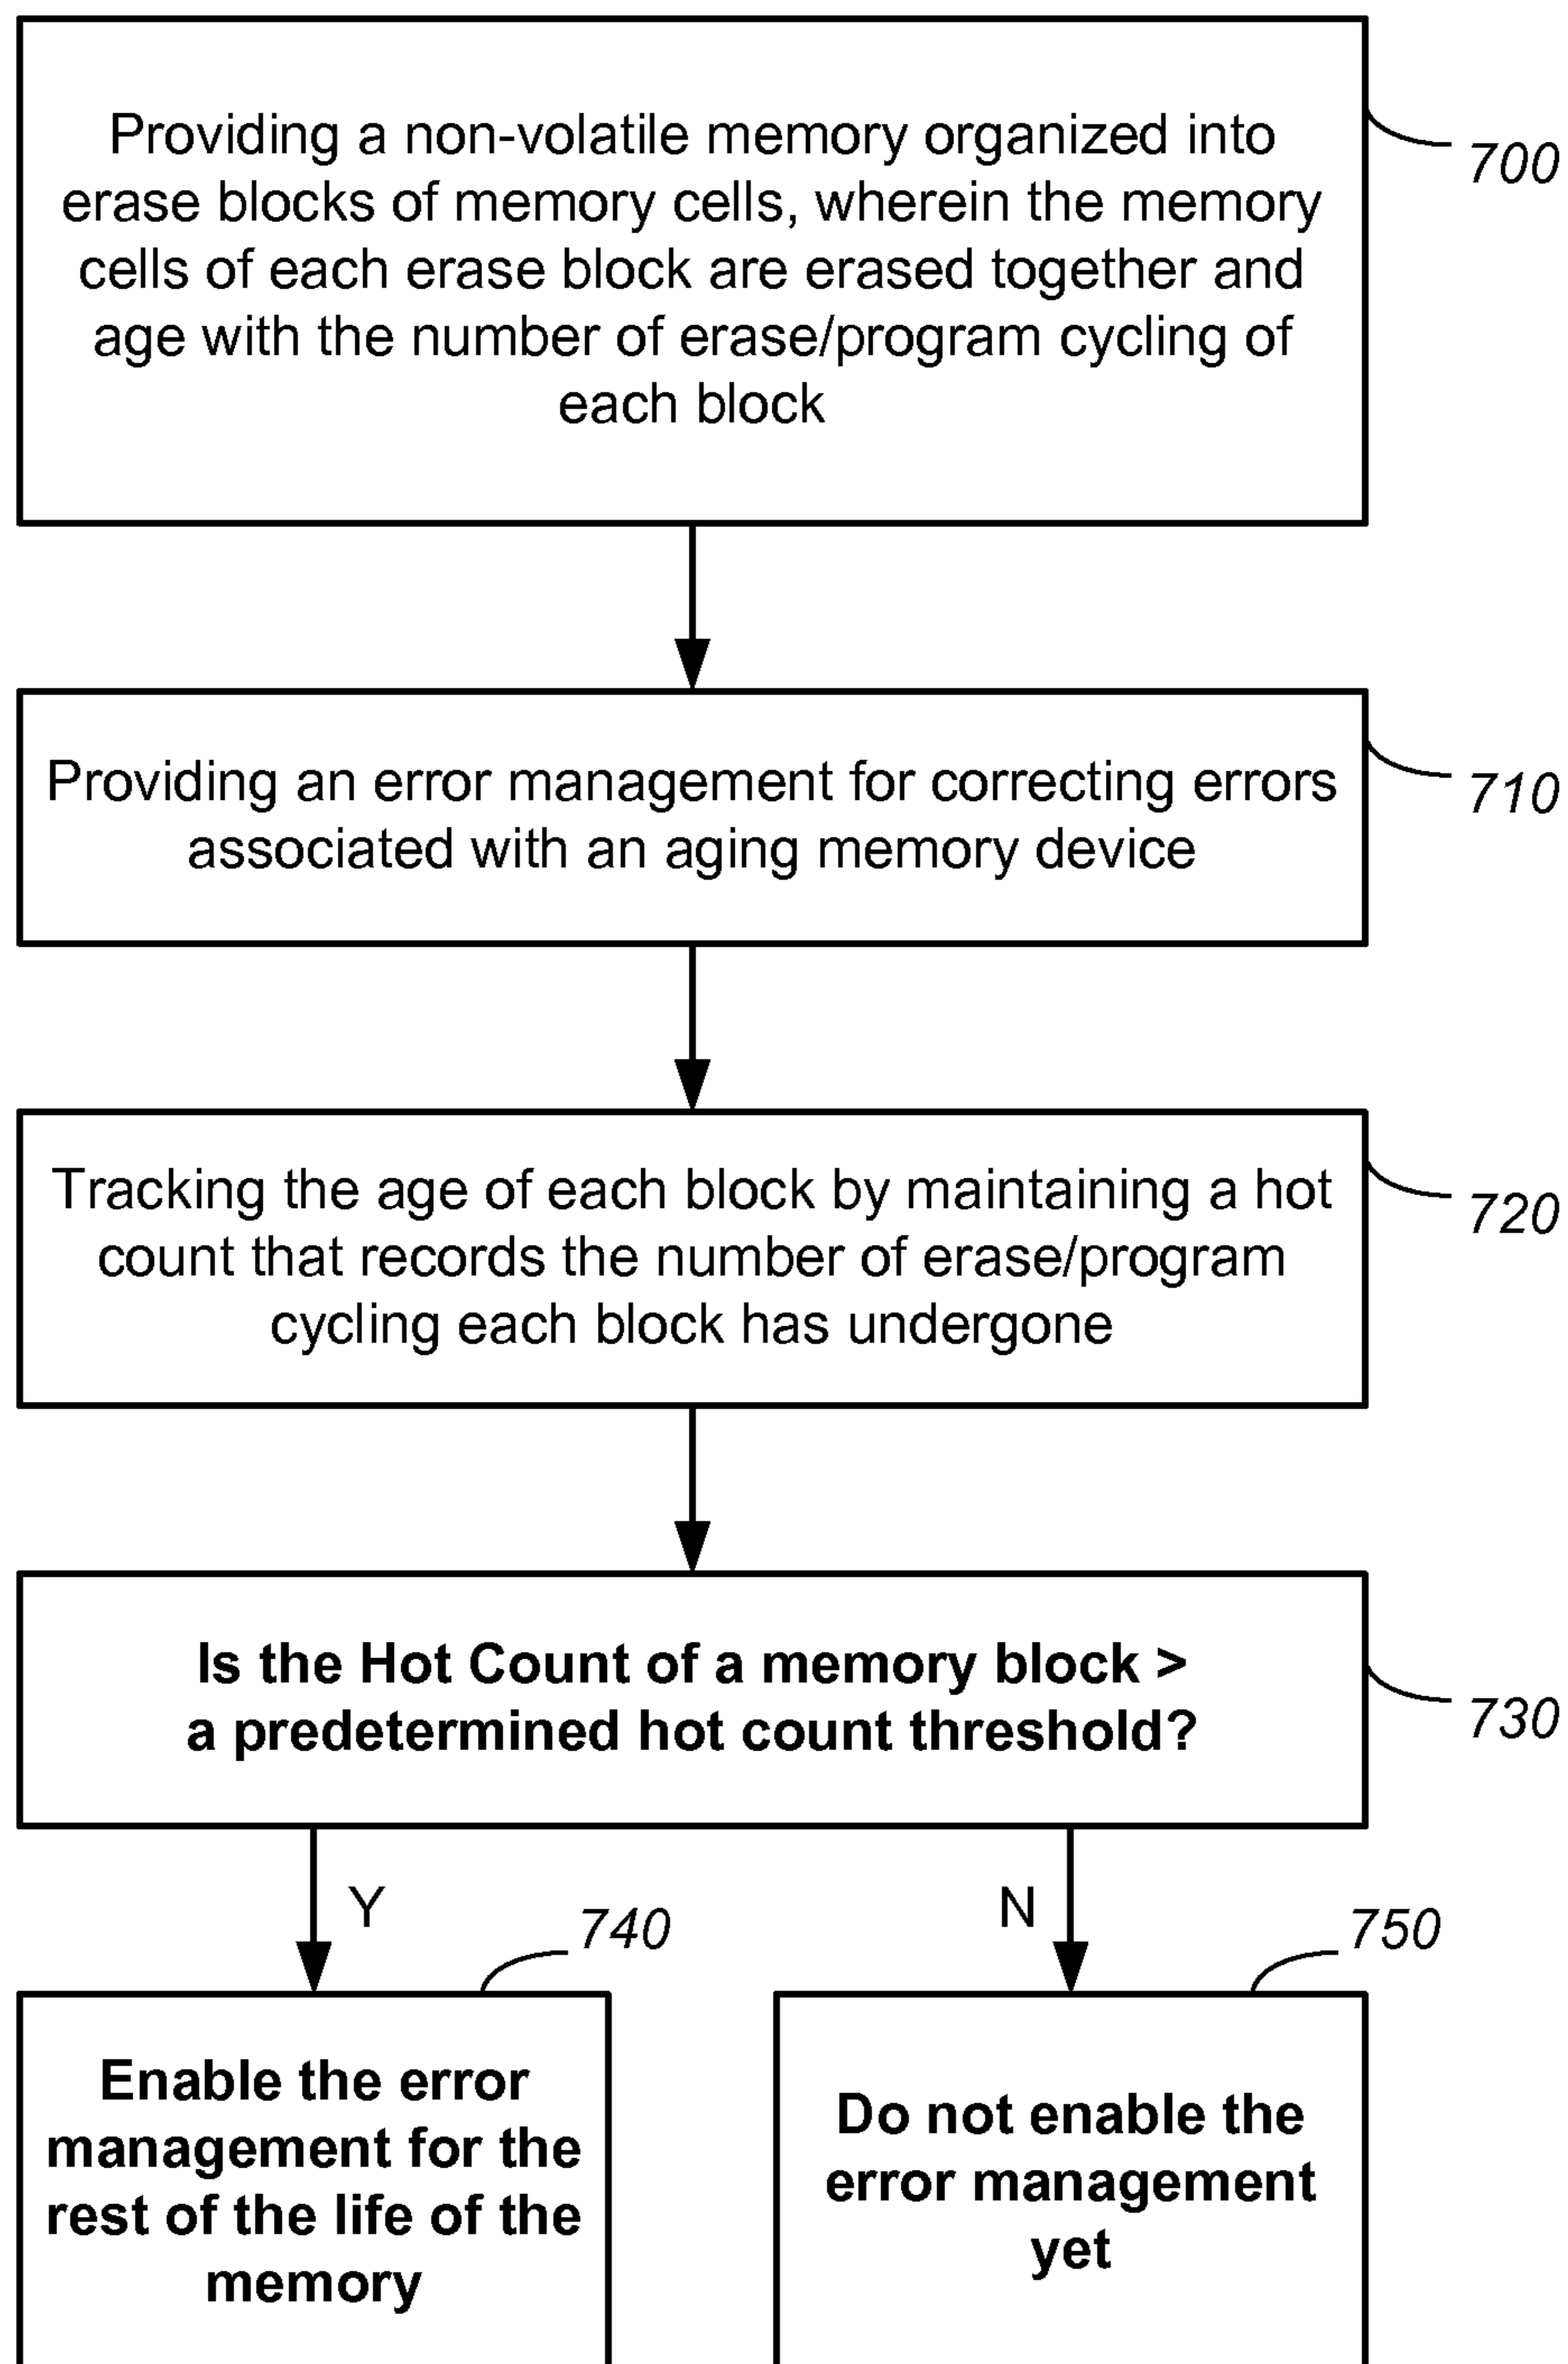 Providing a non-volatile memory organized into
erase blocks of memory cells, wherein the memory
cells of each erase block are erased together and
age with the number of erase/program cycling of
each block
700
Providing an error management for correcting errors
associated with an aging memory device
710
Tracking the age of each block by maintaining a hot
count that records the number of erase/program
cycling each block has undergone
720
Is the Hot Count of a memory block >
a predetermined hot count threshold?
730
Y
740
N
750
Enable the error
management for the
rest of the life of the
memory
Do not enable the
error management
yet